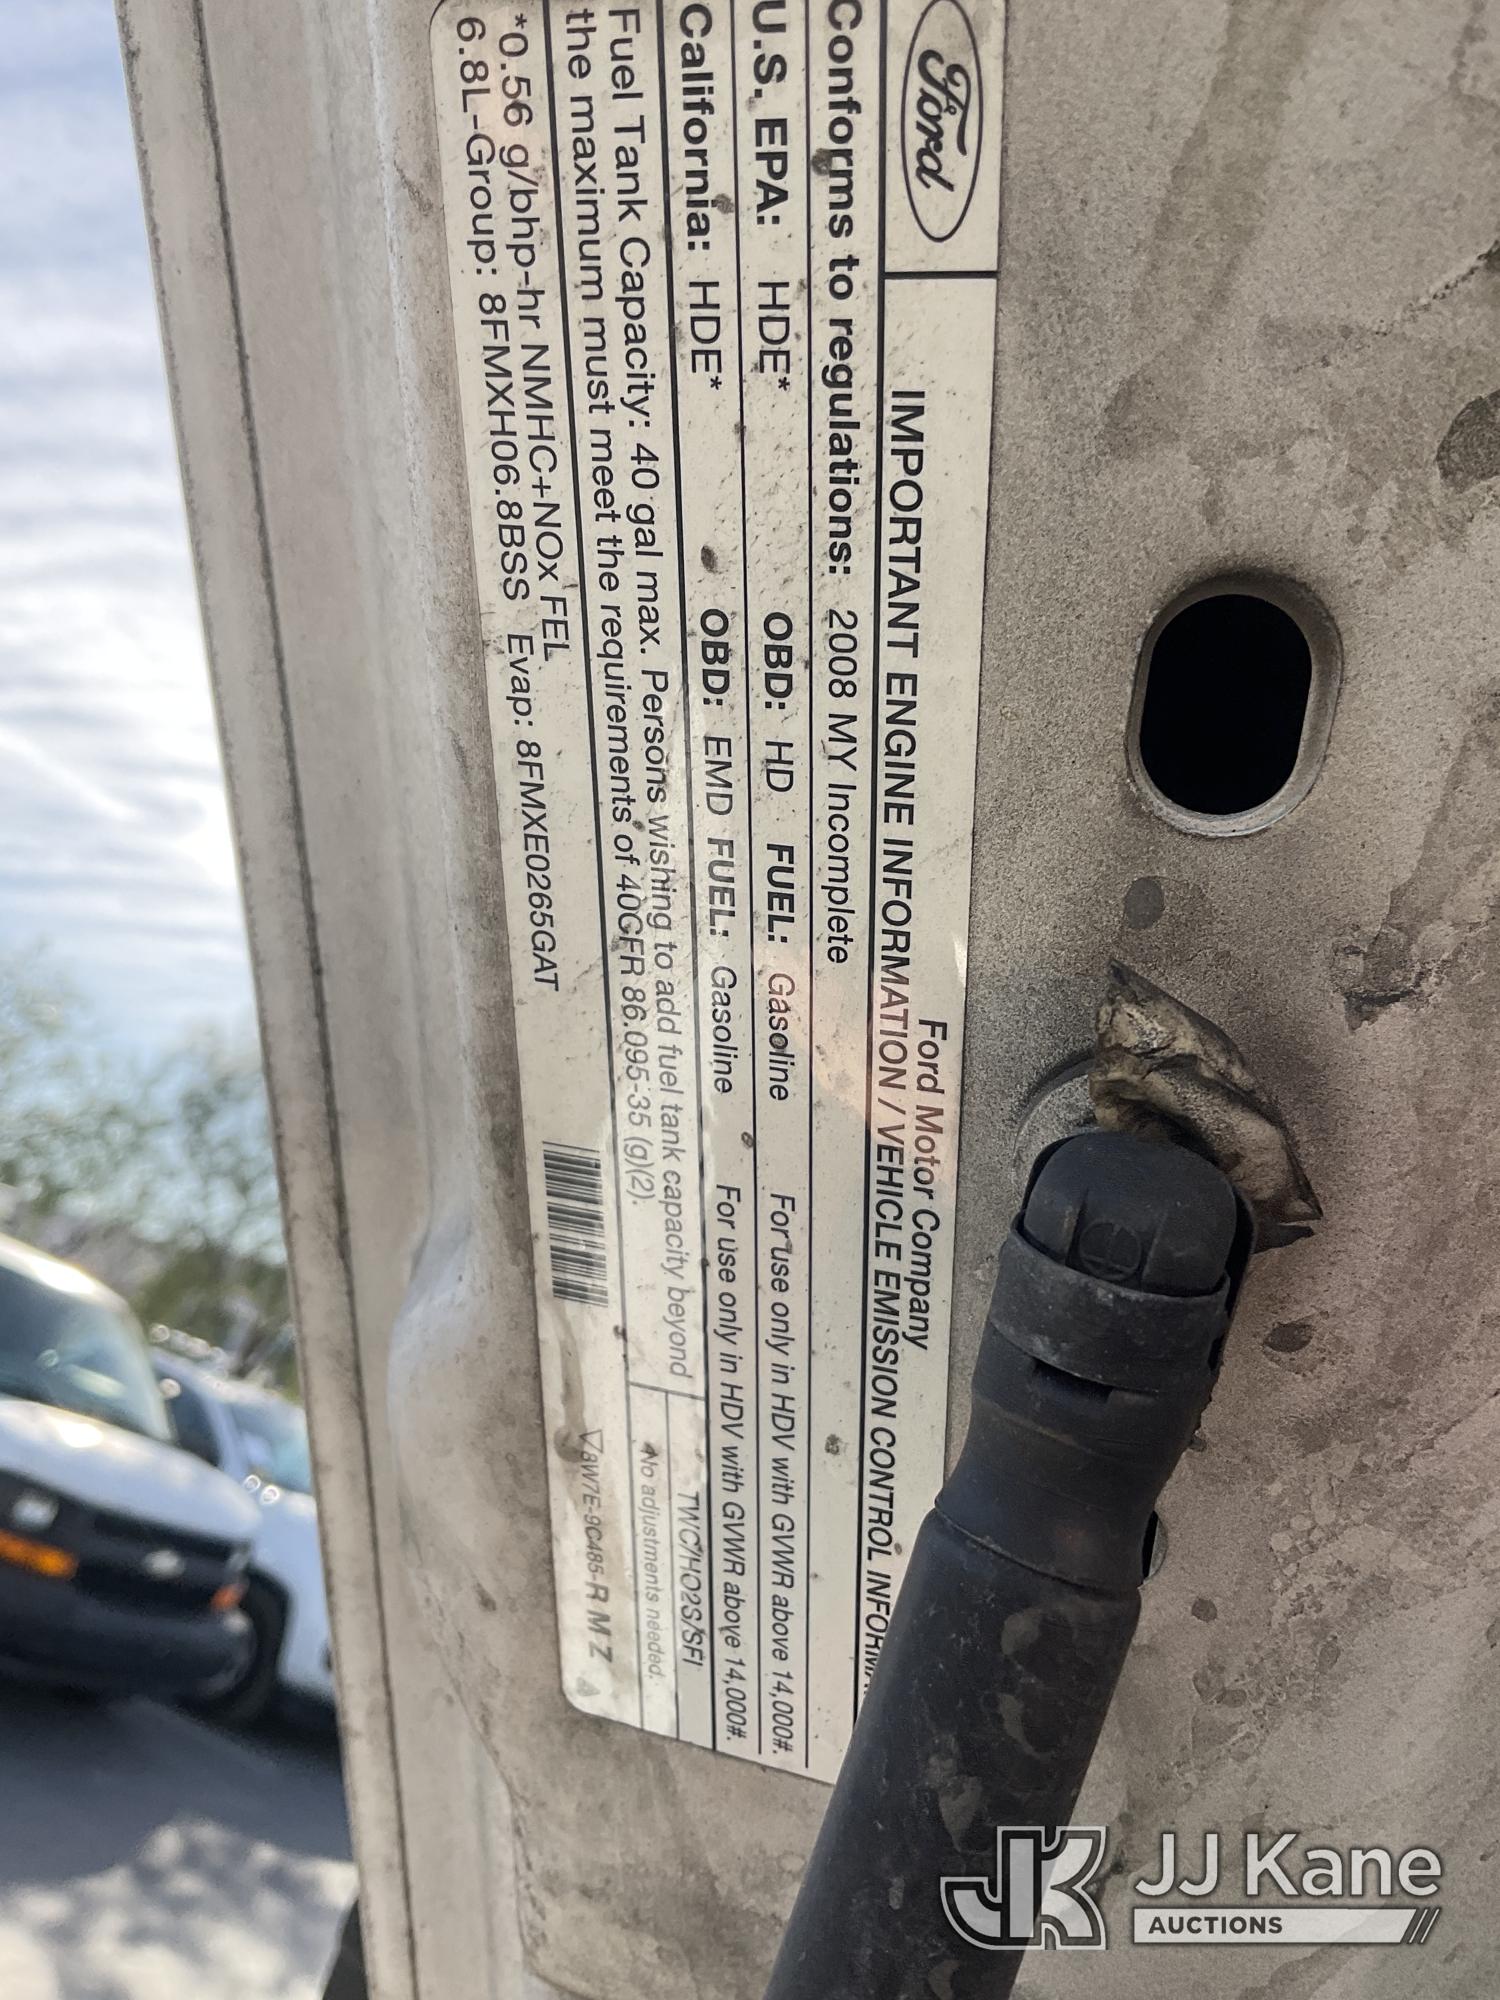 Ford
Ford Motor Company
IMPORTANT ENGINE INFORMATION / VEHICLE EMISSION CONTROL INFORMA
Conforms to regulations: 2008 MY Incomplete
U.S. EPA: HDE* OBD: HD FUEL: Gasoline For use only in HDV with GVWR above 14,000#.
California: HDE* OBD: EMD FUEL: Gasoline For use only in HDV with GVWR above 14,000#.
Fuel Tank Capacity: 40 gal max. Persons wishing to add fuel tank capacity beyond
the maximum must meet the requirements of 40CFR 86.095-35 (g)(2).
TWC/HO2S/SFI
No adjustments needed.
*0.56 g/bhp-hr NMHC+NOx FEL
6.8L-Group: 8FMXH06.8BSS Evap: 8FMXE0265GAT
8W7E-9C485-R M Z
JK JJ Kane
AUCTIONS